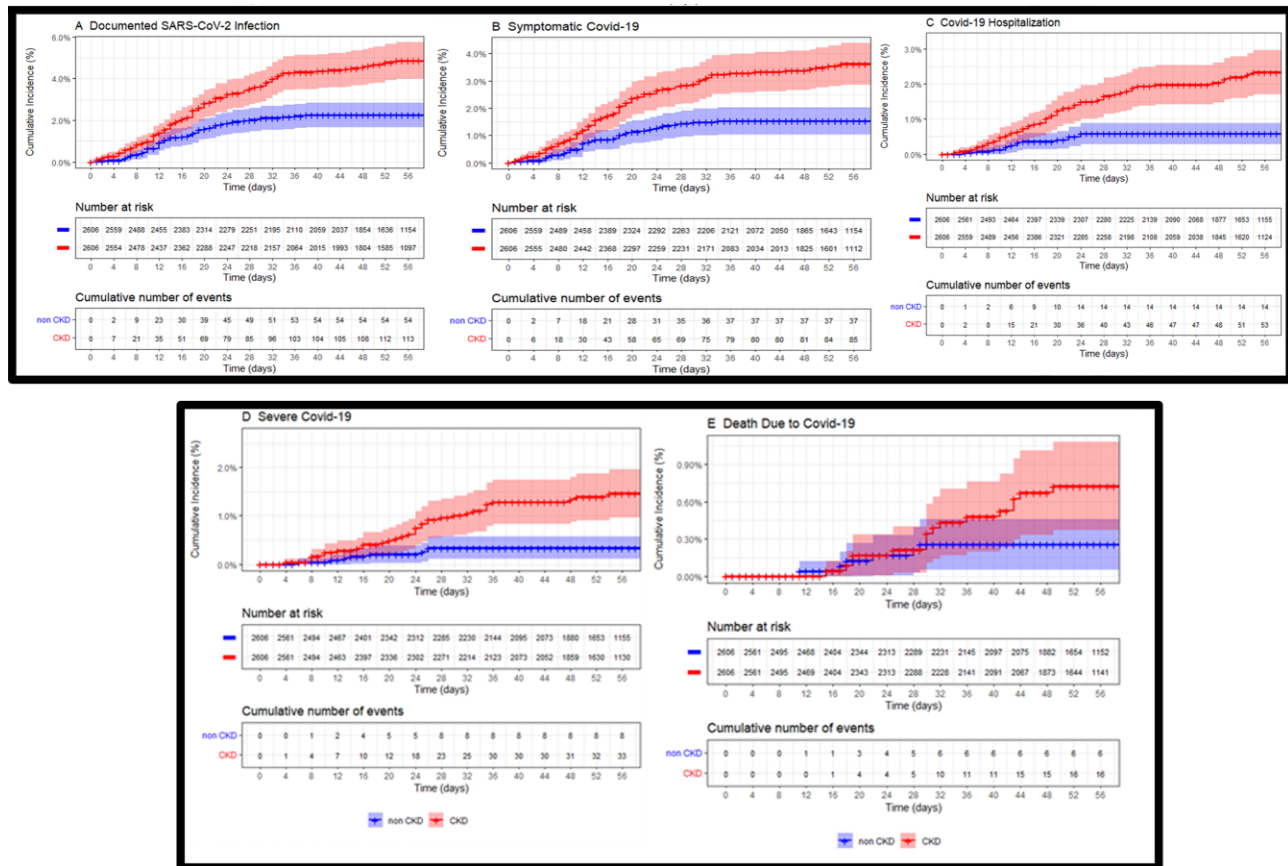 A Documented SARS-CoV-2 Infection
Cumulative Incidence (%)
6.0%
4.0%
2.0%
0.0%
0 4 8 12 16 20 24 28 32 36 40 44 48 52 56
Time (days)
Number at risk
2606 2559 2488 2455 2383 2314 2279 2251 2195 2110 2059 2037 1854 1636 1154
2606 2554 2478 2437 2362 2288 2247 2218 2157 2064 2015 1993 1804 1585 1097
0 4 8 12 16 20 24 28 32 36 40 44 48 52 56
Time (days)
Cumulative number of events
non CKD 0 2 9 23 30 39 45 49 51 53 54 54 54 54 54
CKD 0 7 21 35 51 69 79 85 96 103 104 105 108 112 113
0 4 8 12 16 20 24 28 32 36 40 44 48 52 56
Time (days)
B Symptomatic Covid-19
Cumulative Incidence (%)
4.0%
3.0%
2.0%
1.0%
0.0%
0 4 8 12 16 20 24 28 32 36 40 44 48 52 56
Time (days)
Number at risk
2606 2559 2489 2458 2389 2324 2292 2263 2206 2121 2072 2050 1865 1643 1154
2606 2555 2480 2442 2368 2297 2259 2231 2171 2083 2034 2013 1825 1601 1112
0 4 8 12 16 20 24 28 32 36 40 44 48 52 56
Time (days)
Cumulative number of events
0 2 7 18 21 28 31 35 36 37 37 37 37 37 37
0 6 18 30 43 58 65 69 75 79 80 80 81 84 85
0 4 8 12 16 20 24 28 32 36 40 44 48 52 56
Time (days)
C Covid-19 Hospitalization
Cumulative Incidence (%)
3.0%
2.0%
1.0%
0.0%
0 4 8 12 16 20 24 28 32 36 40 44 48 52 56
Time (days)
Number at risk
2606 2561 2493 2464 2397 2339 2307 2280 2225 2139 2090 2068 1877 1653 1155
2606 2559 2489 2456 2386 2321 2285 2258 2198 2108 2059 2038 1845 1620 1124
0 4 8 12 16 20 24 28 32 36 40 44 48 52 56
Time (days)
Cumulative number of events
0 1 2 6 9 10 14 14 14 14 14 14 14 14 14
0 2 8 15 21 30 36 40 43 46 47 47 48 51 53
0 4 8 12 16 20 24 28 32 36 40 44 48 52 56
Time (days)
D Severe Covid-19
Cumulative Incidence (%)
2.0%
1.0%
0.0%
0 4 8 12 16 20 24 28 32 36 40 44 48 52 56
Time (days)
Number at risk
2606 2561 2494 2467 2401 2342 2312 2285 2230 2144 2095 2073 1880 1653 1155
2606 2561 2494 2463 2397 2336 2302 2271 2214 2123 2073 2052 1859 1630 1130
0 4 8 12 16 20 24 28 32 36 40 44 48 52 56
Time (days)
Cumulative number of events
non CKD 0 0 1 2 4 5 5 8 8 8 8 8 8 8 8
CKD 0 1 4 7 10 12 18 23 25 30 30 30 31 32 33
0 4 8 12 16 20 24 28 32 36 40 44 48 52 56
Time (days)
non CKD CKD
E Death Due to Covid-19
Cumulative Incidence (%)
0.90%
0.60%
0.30%
0.00%
0 4 8 12 16 20 24 28 32 36 40 44 48 52 56
Time (days)
Number at risk
2606 2561 2495 2468 2404 2344 2313 2289 2231 2145 2097 2075 1882 1654 1152
2606 2561 2495 2469 2404 2343 2313 2288 2228 2141 2091 2067 1873 1644 1141
0 4 8 12 16 20 24 28 32 36 40 44 48 52 56
Time (days)
Cumulative number of events
non CKD 0 0 0 1 1 3 4 5 6 6 6 6 6 6 6
CKD 0 0 0 0 1 4 4 5 10 11 11 15 15 16 16
0 4 8 12 16 20 24 28 32 36 40 44 48 52 56
Time (days)
non CKD CKD